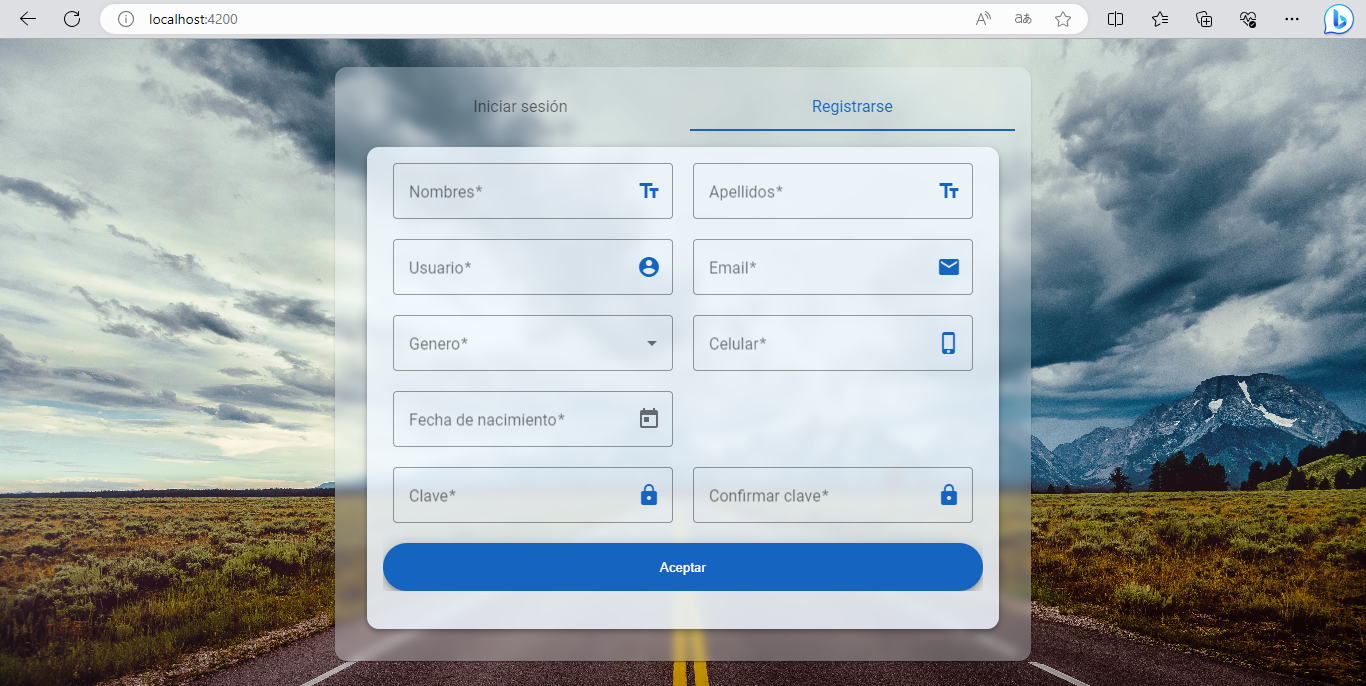 localhost:4200
Iniciar sesión
Registrarse
Nombres*
Apellidos*
Usuario*
Email*
Genero*
Celular*
Fecha de nacimiento*
Clave*
Confirmar clave*
Aceptar